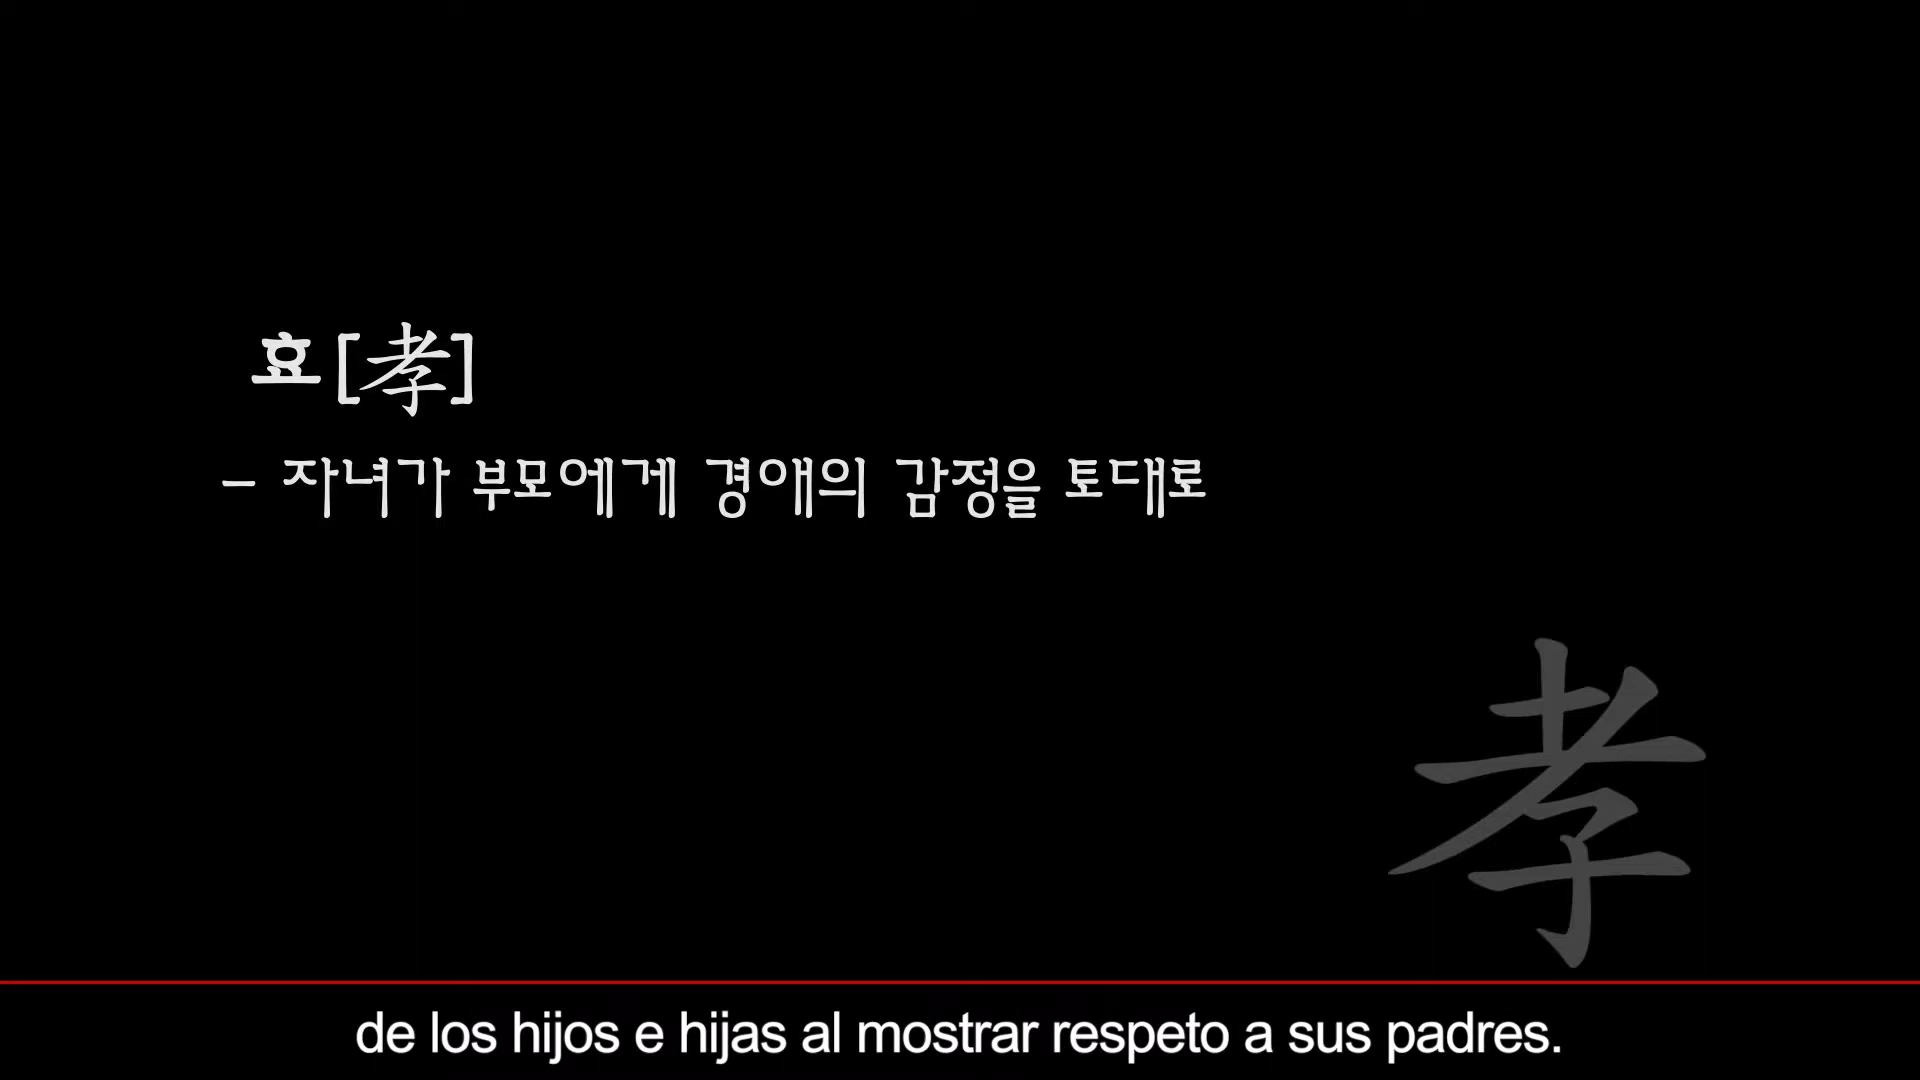 효[孝]
- 자녀가 부모에게 경애의 감정을 토대로
孝
de los hijos e hijas al mostrar respeto a sus padres.